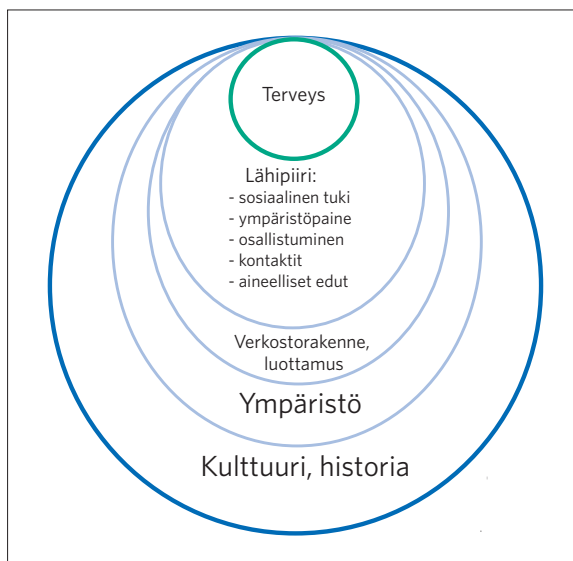 Terveys
Lähipiiri:
- sosiaalinen tuki
- ympäristöpaine
- osallistuminen
- kontaktit
- aineelliset edut
Verkostorakenne,
luottamus
Ympäristö
Kulttuuri, historia